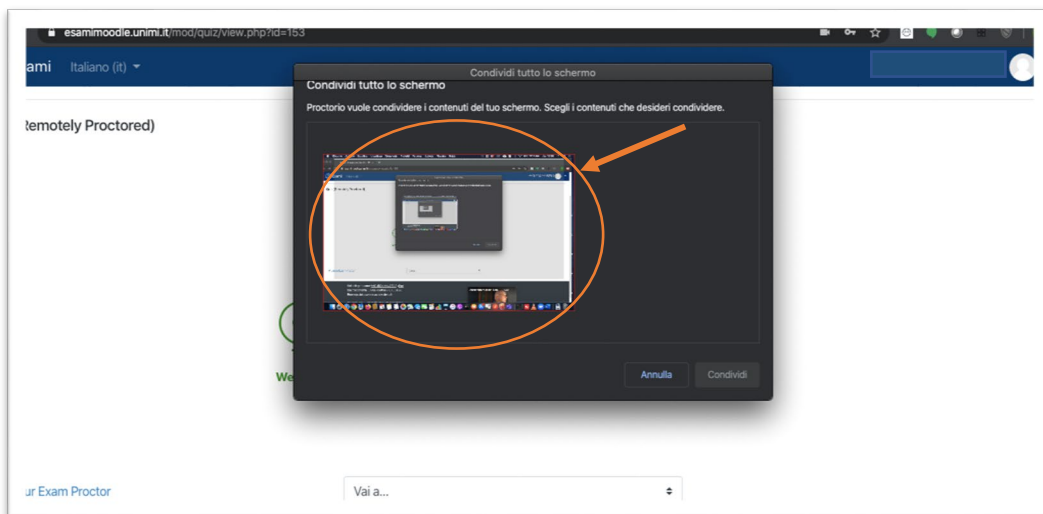 esamimoodle.unimi.it/mod/quiz/view.php?id=153
ami Italiano (it)
Condividi tutto lo schermo
Condividi tutto lo schermo
Proctorio vuole condividere i contenuti del tuo schermo. Scegli i contenuti che desideri condividere.
Remotely Proctored)
We
Annulla Condividi
ur Exam Proctor
Vai a...